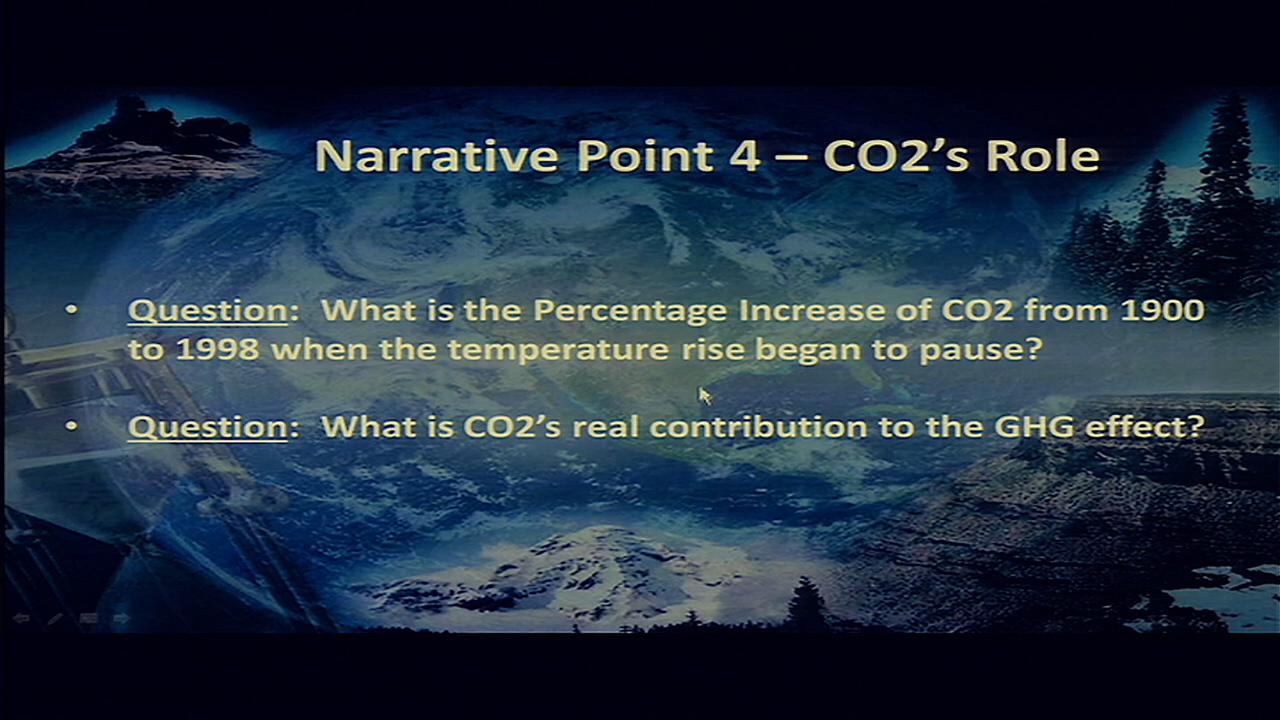 Narrative Point 4 – CO2’s Role
• Question: What is the Percentage Increase of CO2 from 1900
to 1998 when the temperature rise began to pause?
• Question: What is CO2’s real contribution to the GHG effect?